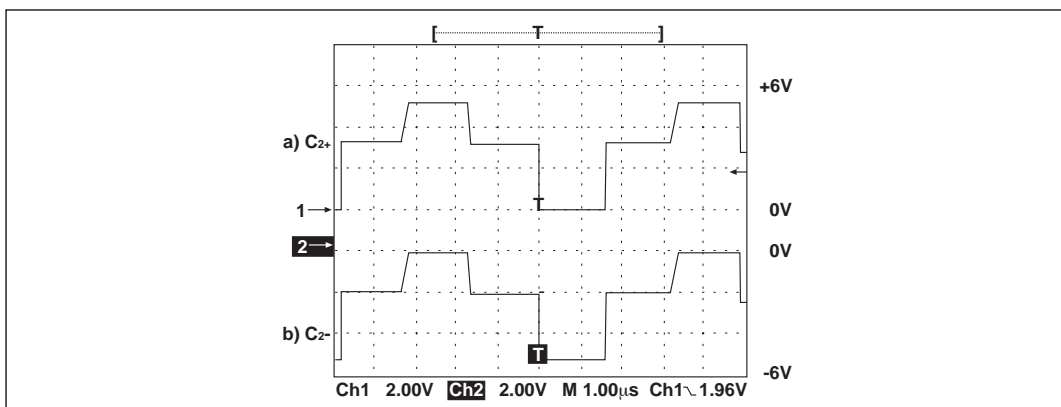 [ T ]
+6V
a) C2+
T
1
0V
2
0V
b) C2-
T
-6V
Ch1 2.00V Ch2 2.00V M 1.00μs Ch1 1.96V